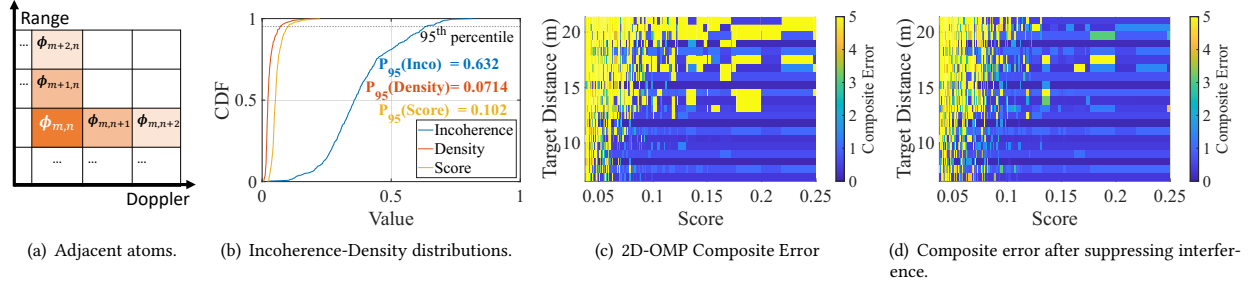 Range
... ϕm+2,n
... ϕm+1,n
ϕm,n ϕm,n+1 ϕm,n+2
... ... ...
Doppler
(a) Adjacent atoms.
1
0.5
0
CDF
95th percentile
P95(Inco) = 0.632
P95(Density) = 0.0714
P95(Score) = 0.102
Incoherence
Density
Score
0 0.5 1
Value
(b) Incoherence-Density distributions.
Target Distance (m)
20
15
10
0.05 0.1 0.15 0.2 0.25
Score
5
4
3
2
1
0
Composite Error
(c) 2D-OMP Composite Error
Target Distance (m)
20
15
10
0.05 0.1 0.15 0.2 0.25
Score
5
4
3
2
1
0
Composite Error
(d) Composite error after suppressing interfer-
ence.